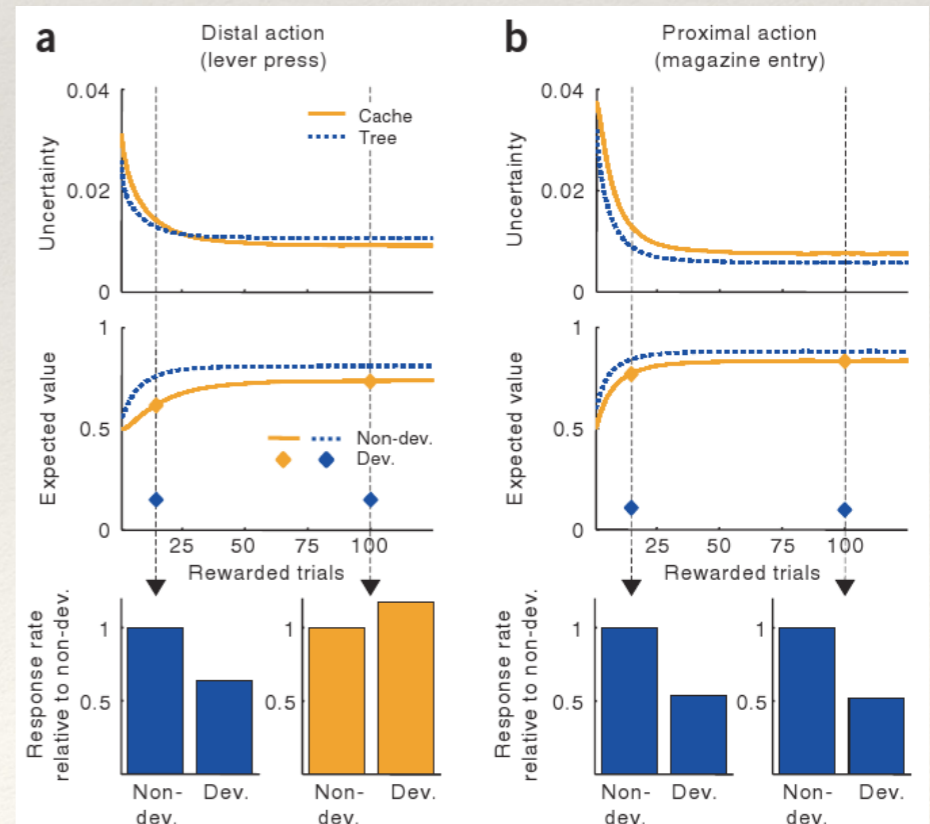 a
Distal action
(lever press)
0.04
0.02
0
Uncertainty
Cache
Tree
1
0.5
0
Expected value
Non-dev.
Dev.
25 50 75 100
Rewarded trials
Response rate
relative to non-dev.
1
0.5
Non-
dev.
Dev.
1
0.5
Non-
dev.
Dev.
b
Proximal action
(magazine entry)
0.04
0.02
0
Uncertainty
1
0.5
0
Expected value
25 50 75 100
Rewarded trials
Response rate
relative to non-dev.
1
0.5
Non-
dev.
Dev.
1
0.5
Non-
dev.
Dev.